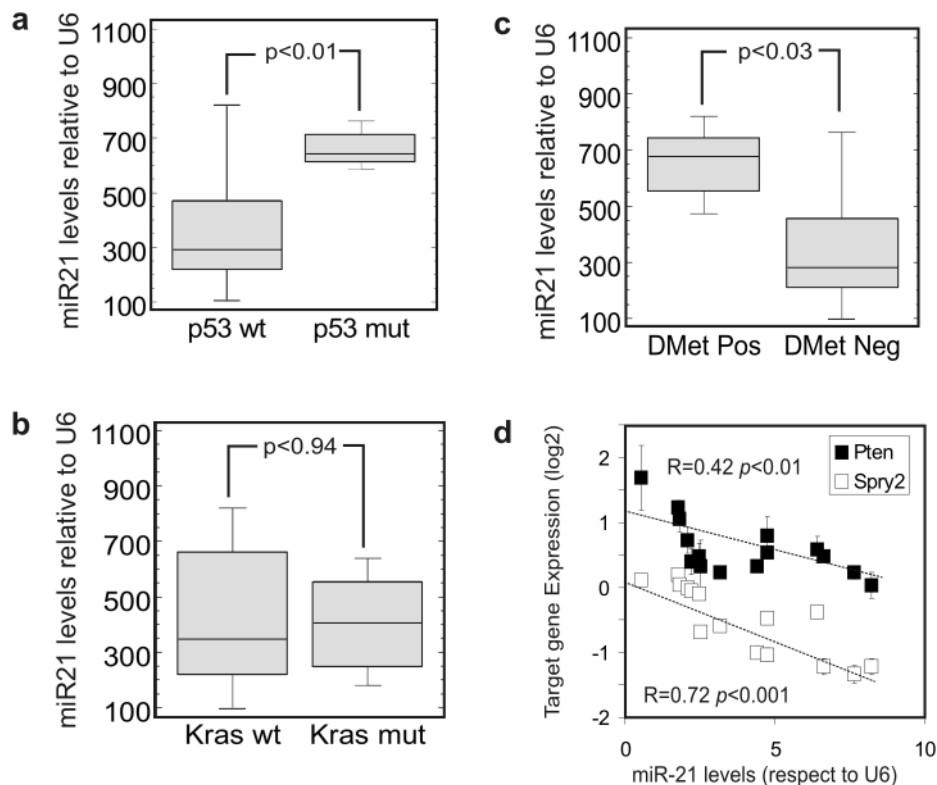 a
miR21 levels relative to U6
1100
900
700
500
300
100
p<0.01
p53 wt p53 mut
b
miR21 levels relative to U6
1100
900
700
500
300
100
p<0.94
Kras wt Kras mut
c
miR21 levels relative to U6
1100
900
700
500
300
100
p<0.03
DMet Pos DMet Neg
d
Target gene Expression (log2)
2
1
0
-1
-2
R=0.42 p<0.01
Pten
Spry2
R=0.72 p<0.001
0 5 10
miR-21 levels (respect to U6)